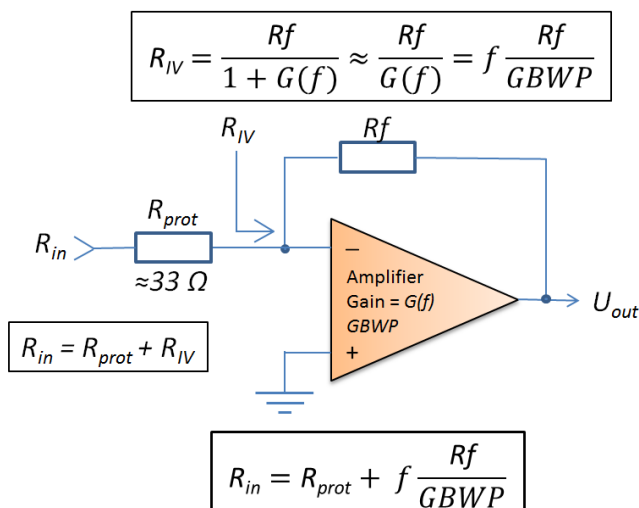 R_IV = Rf / (1 + G(f)) ≈ Rf / G(f) = f Rf / GBWP
R_IV
Rf
R_prot
R_in
≈33 Ω
−
Amplifier
Gain = G(f)
GBWP
+
U_out
R_in = R_prot + R_IV
R_in = R_prot + f Rf / GBWP